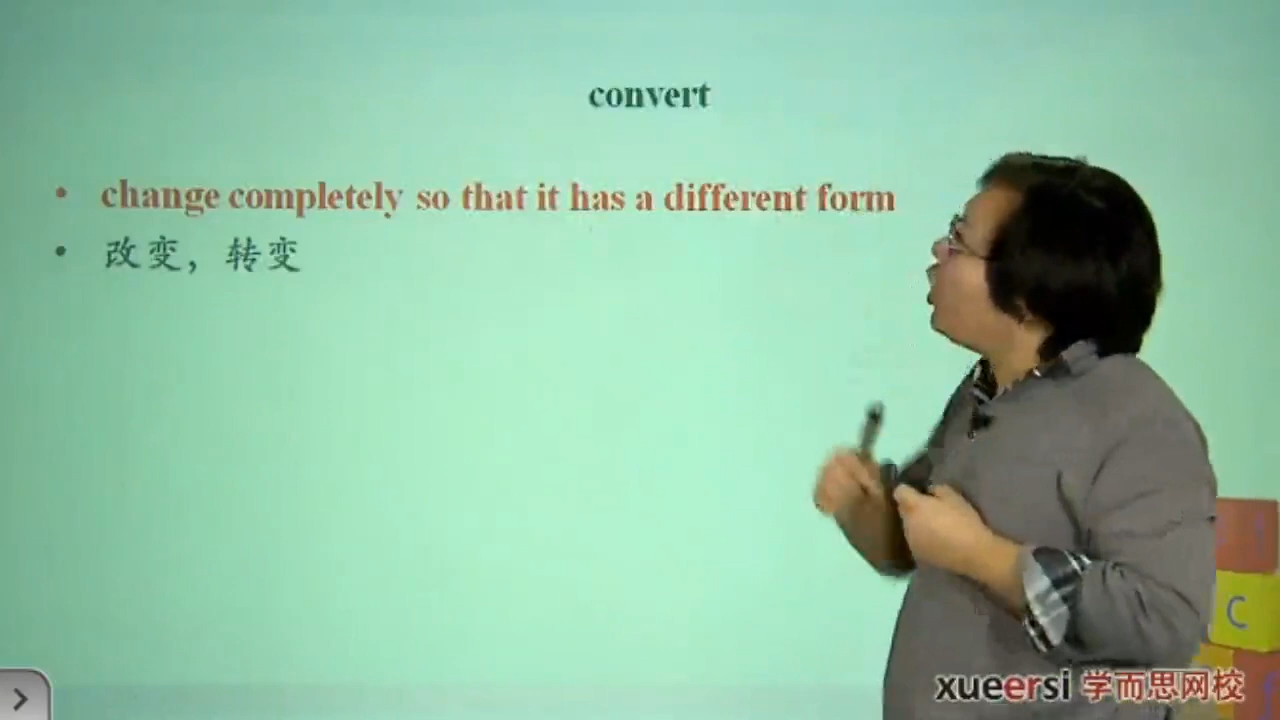 convert
• change completely so that it has a different form
• 改变，转变
C
xueersi 学而思网校